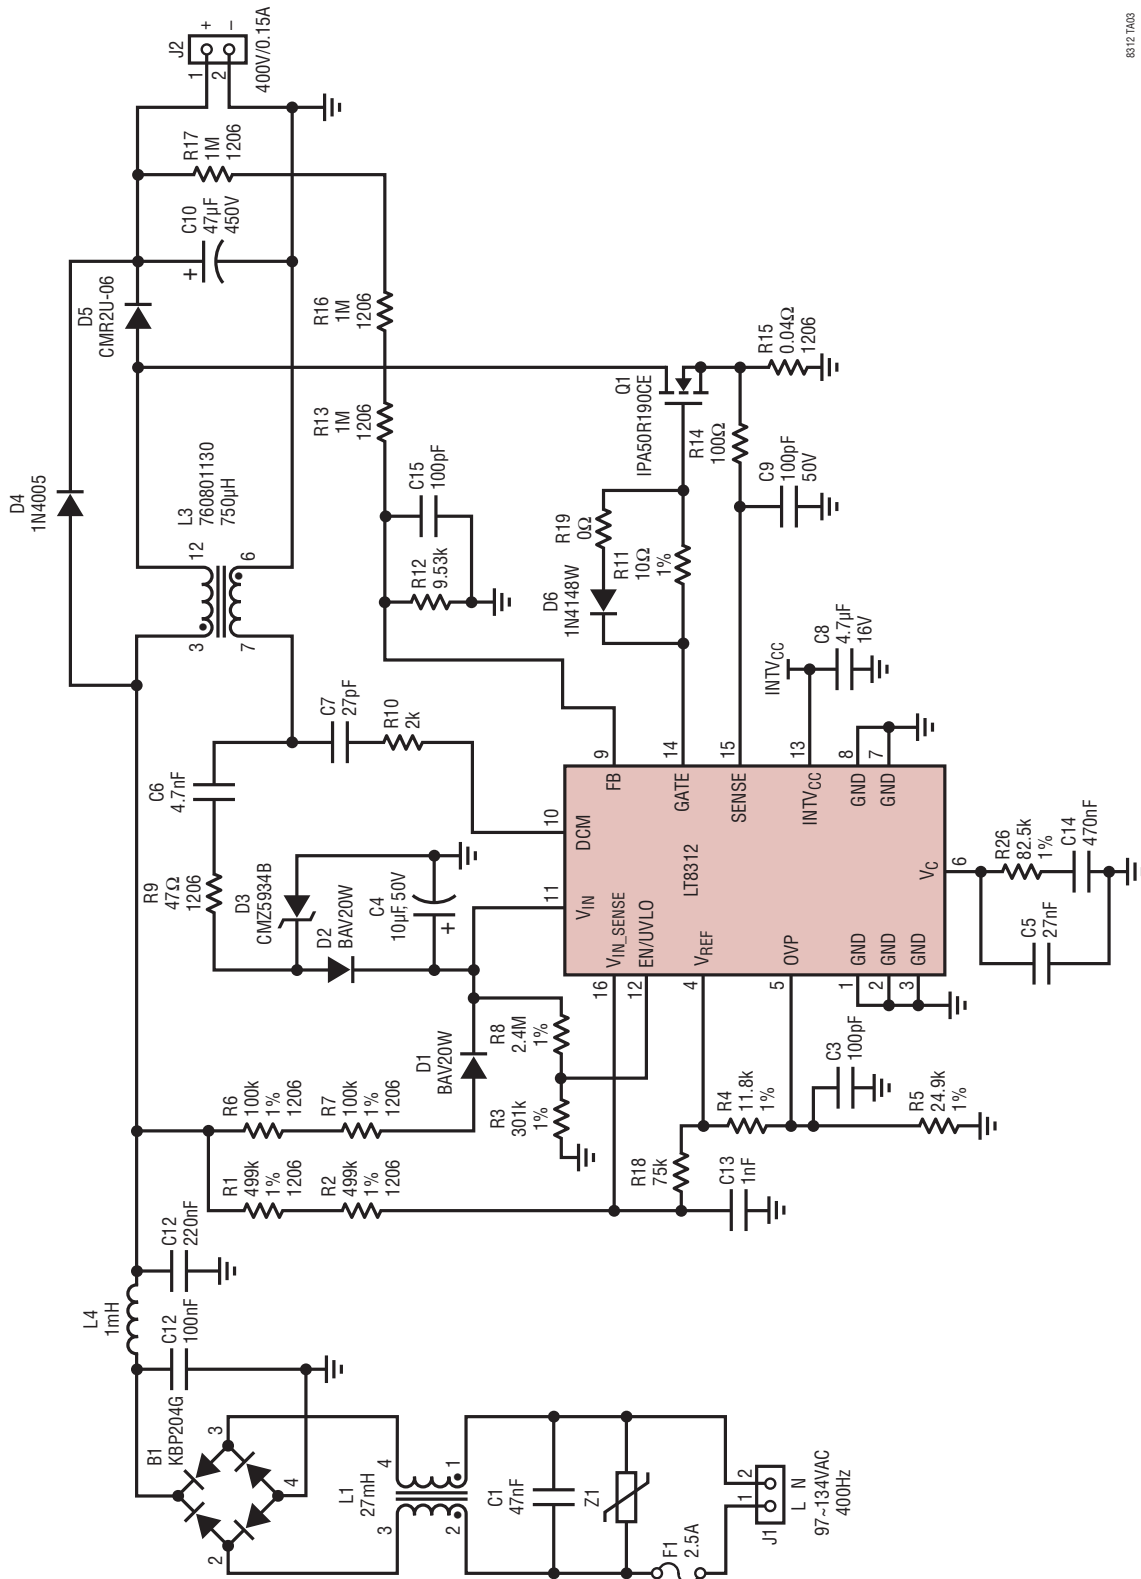 8312 TA03
J2
+
–
1
2
400V/0.15A
R17
1M
1206
C10
47µF
450V
+
D5
CMR2U-06
R16
1M
1206
R13
1M
1206
D4
1N4005
L3
760801130
750µH
12
6
3
7
Q1
IPA50R190CE
R15
0.04Ω
1206
R14
100Ω
C9
100pF
50V
C15
100pF
R12
9.53k
R19
0Ω
D6
1N4148W
R11
10Ω
1%
INTVCC
C8
4.7µF
16V
C7
27pF
R10
2k
C6
4.7nF
R9
47Ω
1206
D3
CMZ5934B
D2
BAV20W
C4
10µF, 50V
+
D1
BAV20W
R8
2.4M
1%
R3
301k
1%
R6
100k
1%
1206
R7
100k
1%
1206
R1
499k
1%
1206
R2
499k
1%
1206
LT8312
DCM
10
VIN
11
FB
9
GATE
14
SENSE
15
INTVCC
13
GND
8
GND
7
VIN_SENSE
16
EN/UVLO
12
VREF
4
OVP
5
GND
1
GND
2
GND
3
VC
6
R26
82.5k
1%
C14
470nF
C5
27nF
C3
100pF
R4
11.8k
1%
R5
24.9k
1%
R18
75k
C13
1nF
C12
220nF
L4
1mH
C12
100nF
B1
KBP204G
3
4
2
L1
27mH
4
1
3
2
C1
47nF
Z1
F1
2.5A
J1
1
2
L
N
97~134VAC
400Hz